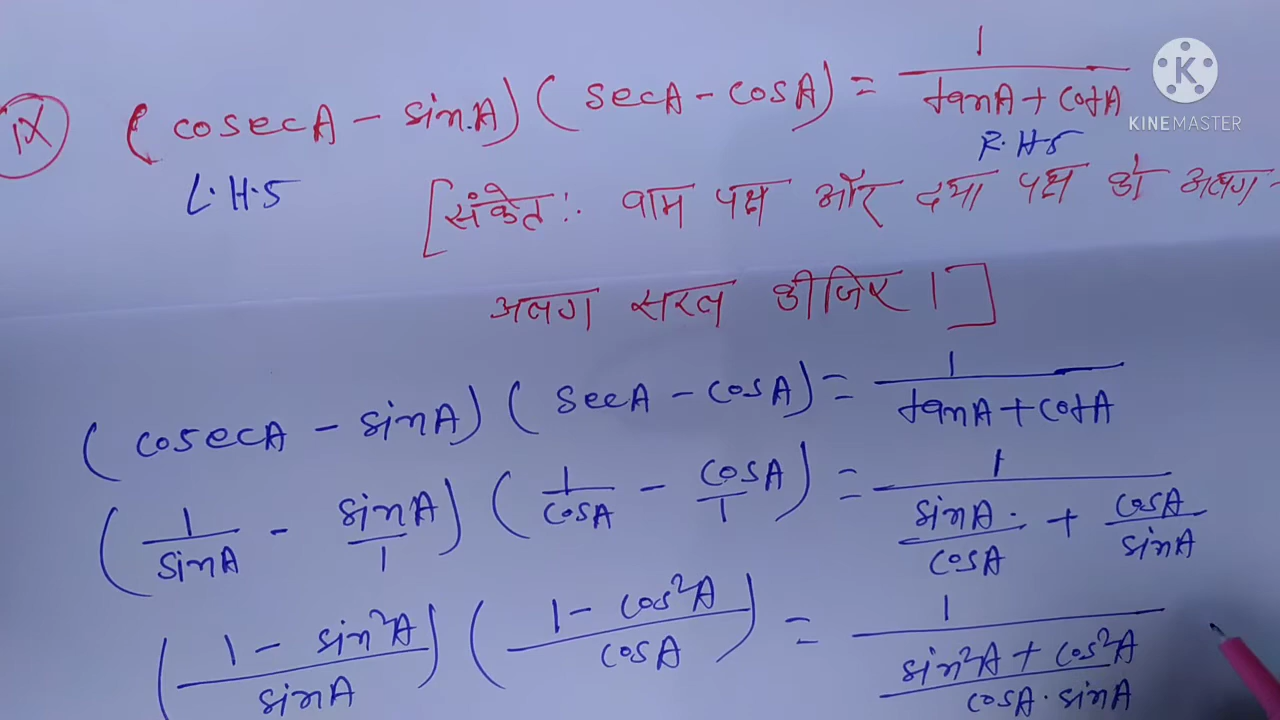 IX (cosecA - sin.A) (secA - cosA) = 1/(tanA + cotA)
KINEMASTER
L.H.S R.H.S
[संकेत :. वाम पक्ष और दया पक्ष को अलग-
अलग सरल कीजिए ।]
(cosecA - sinA) (secA - cosA) = 1/(tanA + cotA)
(1/sinA - sinA/1) (1/cosA - cosA/1) = 1/(sinA/cosA + cosA/sinA)
((1 - sin²A)/sinA) ((1 - cos²A)/cosA) = 1/((sin²A + cos²A)/(cosA . sinA))